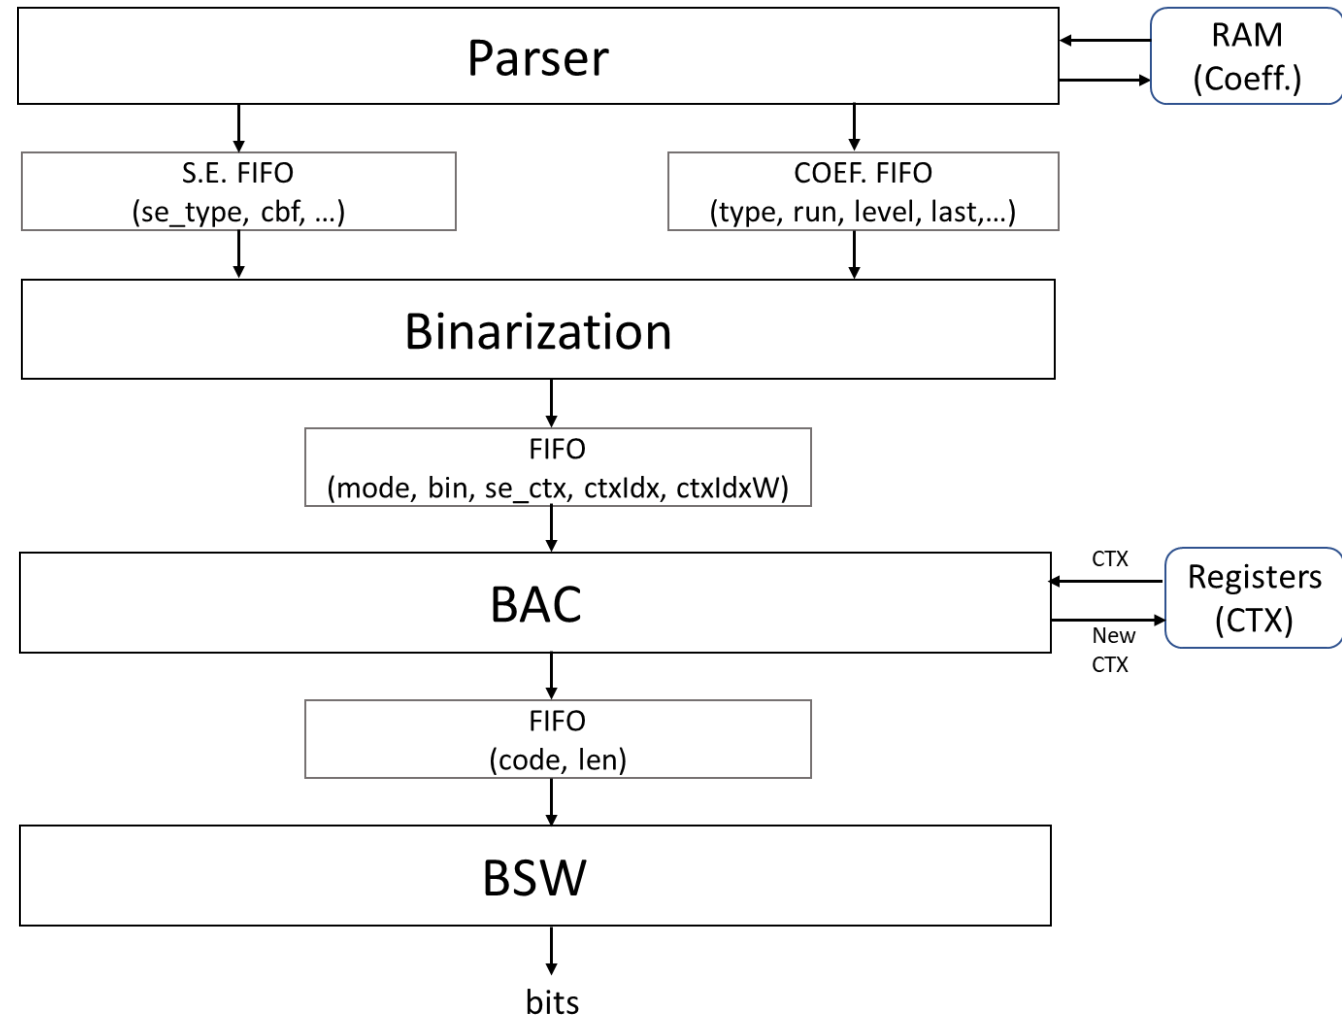 Parser
RAM
(Coeff.)
S.E. FIFO
(se_type, cbf, ...)
COEF. FIFO
(type, run, level, last,...)
Binarization
FIFO
(mode, bin, se_ctx, ctxIdx, ctxIdxW)
BAC
CTX
New
CTX
Registers
(CTX)
FIFO
(code, len)
BSW
bits